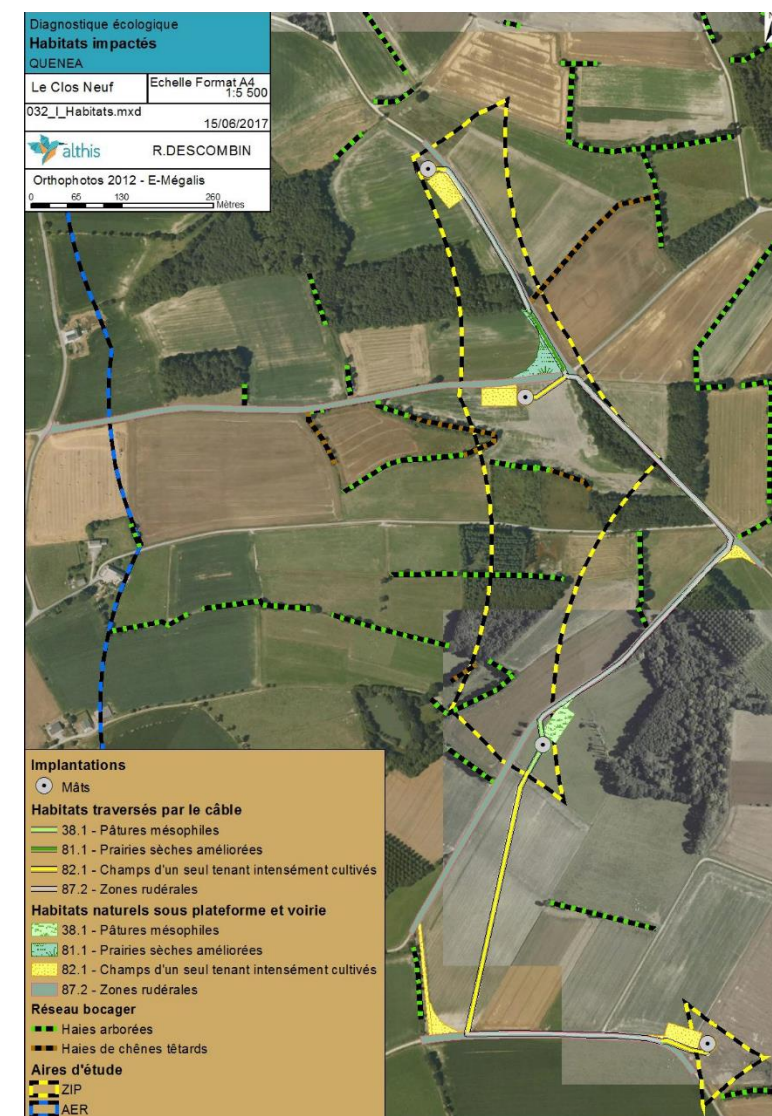 Diagnostique écologique
Habitats impactés
QUENEA
Le Clos Neuf
Echelle Format A4
1:5 500
032_I_Habitats.mxd
15/06/2017
althis
R.DESCOMBIN
Orthophotos 2012 - E-Mégalis
0 65 130 260
Mètres
Implantations
Mâts
Habitats traversés par le câble
38.1 - Pâtures mésophiles
81.1 - Prairies sèches améliorées
82.1 - Champs d'un seul tenant intensément cultivés
87.2 - Zones rudérales
Habitats naturels sous plateforme et voirie
38.1 - Pâtures mésophiles
81.1 - Prairies sèches améliorées
82.1 - Champs d'un seul tenant intensément cultivés
87.2 - Zones rudérales
Réseau bocager
Haies arborées
Haies de chênes têtards
Aires d'étude
ZIP
AER